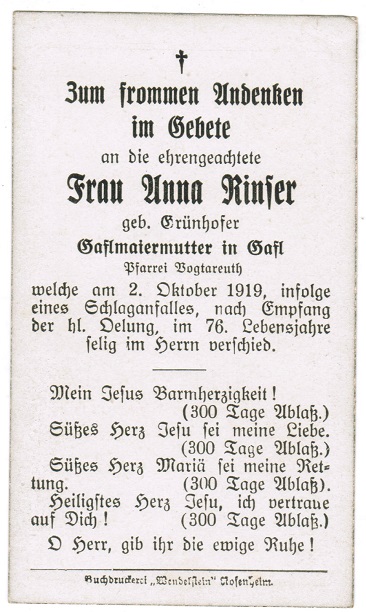 Zum frommen Andenken
im Gebete
an die ehrengeachtete
Frau Anna Rinser
geb. Grünhofer
Gaflmaiermutter in Gafl
Pfarrei Vogtareuth
welche am 2. Oktober 1919, infolge
eines Schlaganfalles, nach Empfang
der hl. Oelung, im 76. Lebensjahre
selig im Herrn verschied.
Mein Jesus Barmherzigkeit!
(300 Tage Ablaß.)
Süßes Herz Jesu sei meine Liebe.
(300 Tage Ablaß.)
Süßes Herz Mariä sei meine Ret-
tung. (300 Tage Ablaß).
Heiligstes Herz Jesu, ich vertraue
auf Dich! (300 Tage Ablaß.)
O Herr, gib ihr die ewige Ruhe!
Buchdruckerei „Wendelstein" Rosenheim.